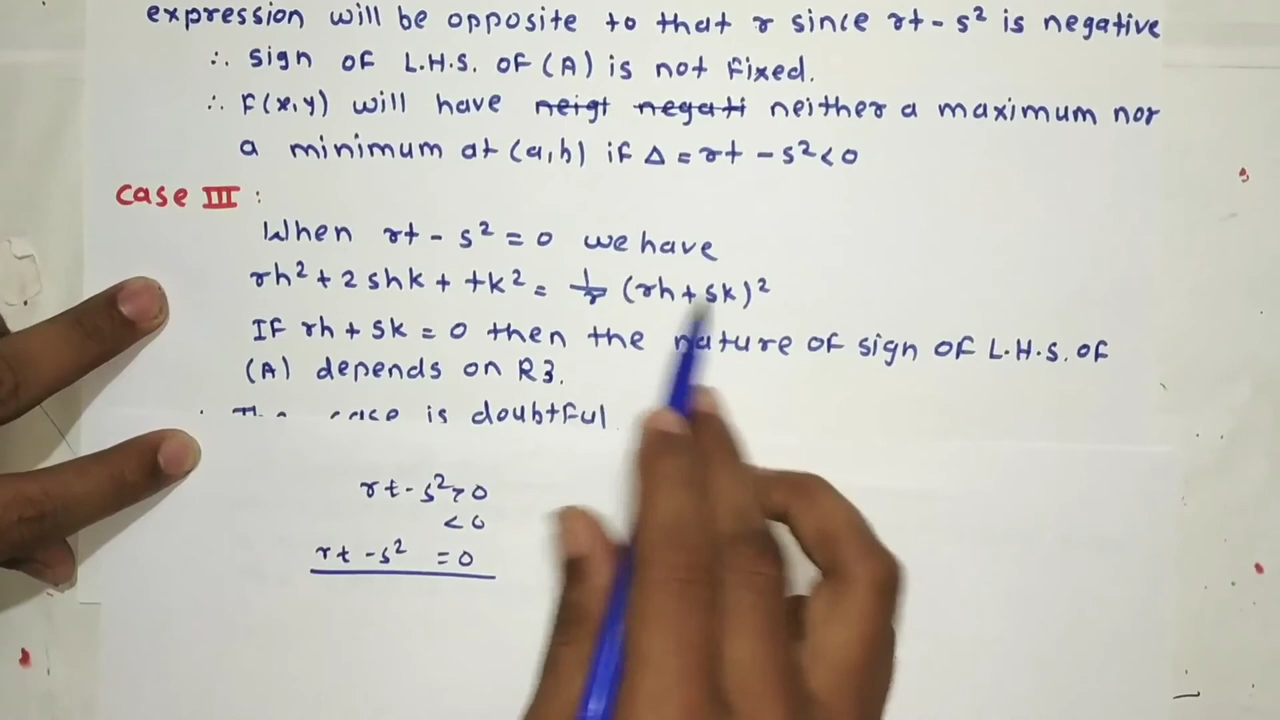 expression will be opposite to that r since rt - s² is negative
∴ sign of L.H.S. of (A) is not fixed.
∴ f(x,y) will have neigt negati neither a maximum nor
a minimum at (a,b) if Δ = rt - s² < 0
Case III :
When rt - s² = 0 we have
rh² + 2shk + tk² = 1/r (rh + sk)²
If rh + sk = 0 then the nature of sign of L.H.S. of
(A) depends on R3.
is doubtful
rt - s² > 0
< 0
rt - s² = 0